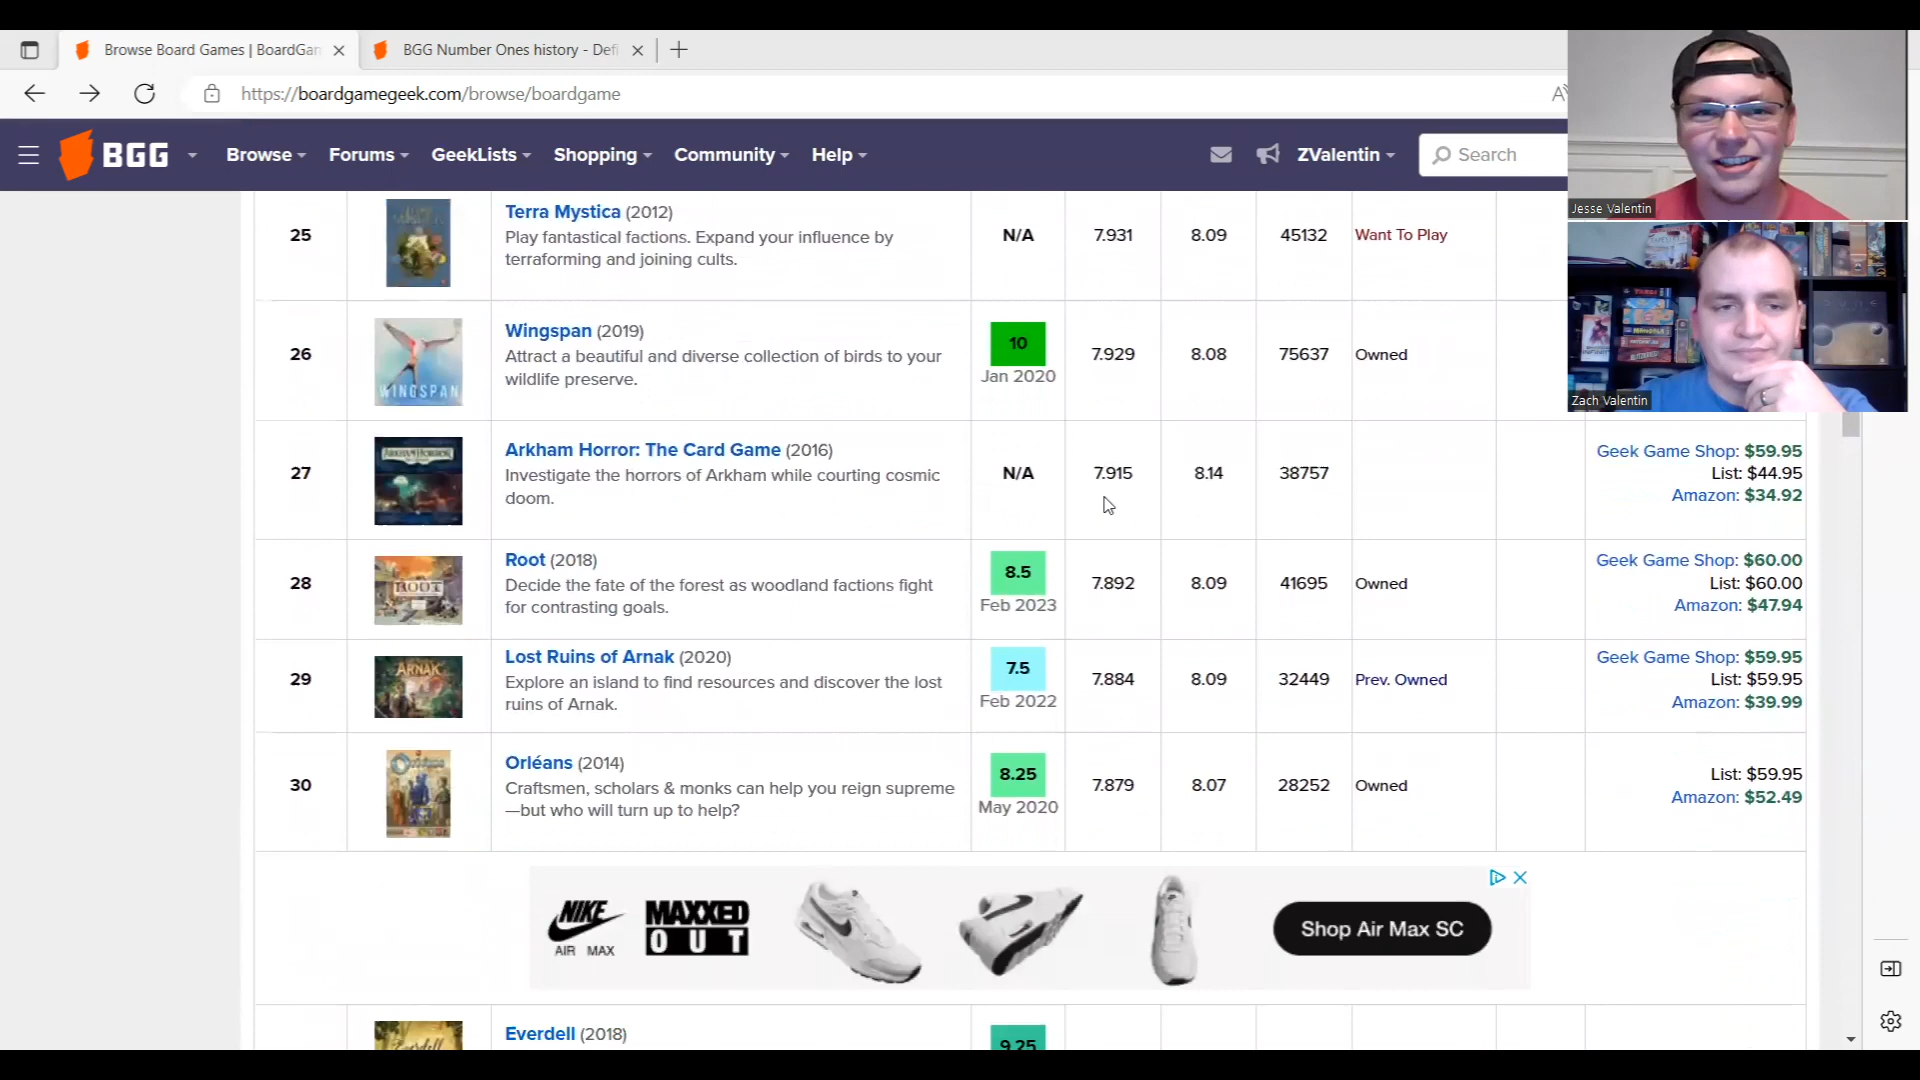 Browse Board Games | BoardGan
BGG Number Ones history - Defi
https://boardgamegeek.com/browse/boardgame
BGG
Browse
Forums
GeekLists
Shopping
Community
Help
ZValentin
Search
Jesse Valentin
Zach Valentin
25
Terra Mystica (2012)
Play fantastical factions. Expand your influence by
terraforming and joining cults.
N/A
7.931
8.09
45132
Want To Play
26
WINGSPAN
Wingspan (2019)
Attract a beautiful and diverse collection of birds to your
wildlife preserve.
10
Jan 2020
7.929
8.08
75637
Owned
27
ARKHAM HORROR
Arkham Horror: The Card Game (2016)
Investigate the horrors of Arkham while courting cosmic
doom.
N/A
7.915
8.14
38757
Geek Game Shop: $59.95
List: $44.95
Amazon: $34.92
28
ROOT
Root (2018)
Decide the fate of the forest as woodland factions fight
for contrasting goals.
8.5
Feb 2023
7.892
8.09
41695
Owned
Geek Game Shop: $60.00
List: $60.00
Amazon: $47.94
29
ARNAK
Lost Ruins of Arnak (2020)
Explore an island to find resources and discover the lost
ruins of Arnak.
7.5
Feb 2022
7.884
8.09
32449
Prev. Owned
Geek Game Shop: $59.95
List: $59.95
Amazon: $39.99
30
Orléans
Orléans (2014)
Craftsmen, scholars & monks can help you reign supreme
—but who will turn up to help?
8.25
May 2020
7.879
8.07
28252
Owned
List: $59.95
Amazon: $52.49
NIKE
AIR MAX
MAXXED
OUT
Shop Air Max SC
Everdell
Everdell (2018)
9.25